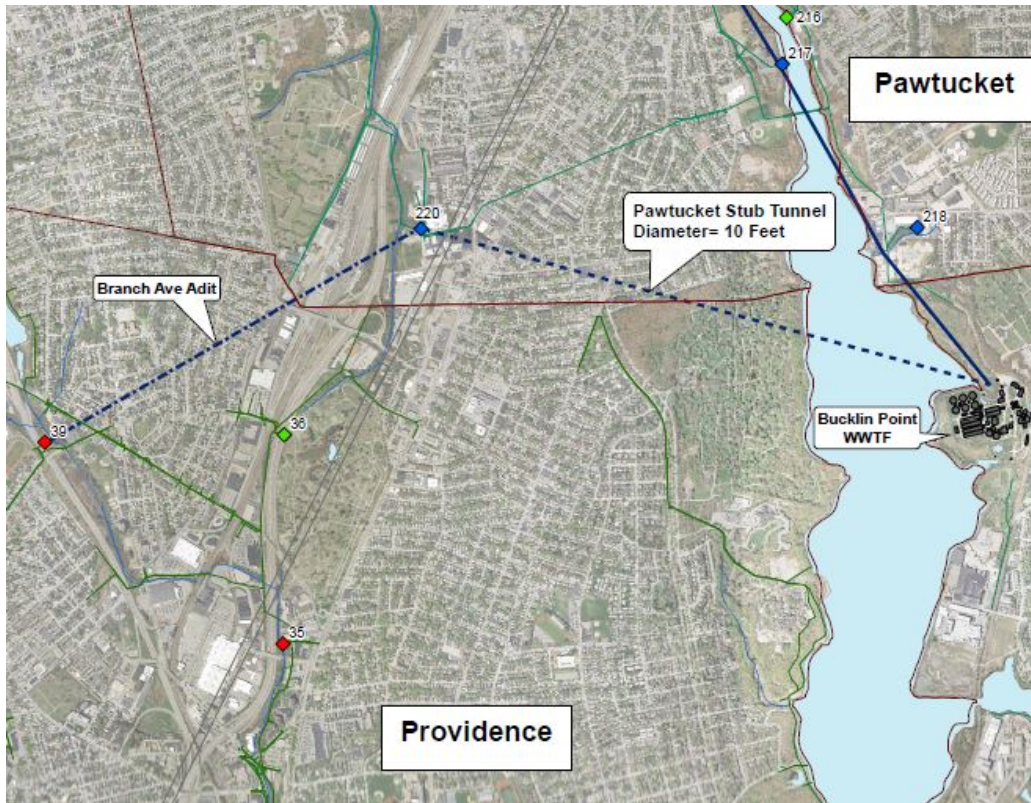 216
217
Pawtucket
220
Pawtucket Stub Tunnel
Diameter= 10 Feet
218
Branch Ave Adit
39
36
Bucklin Point
WWTF
35
Providence